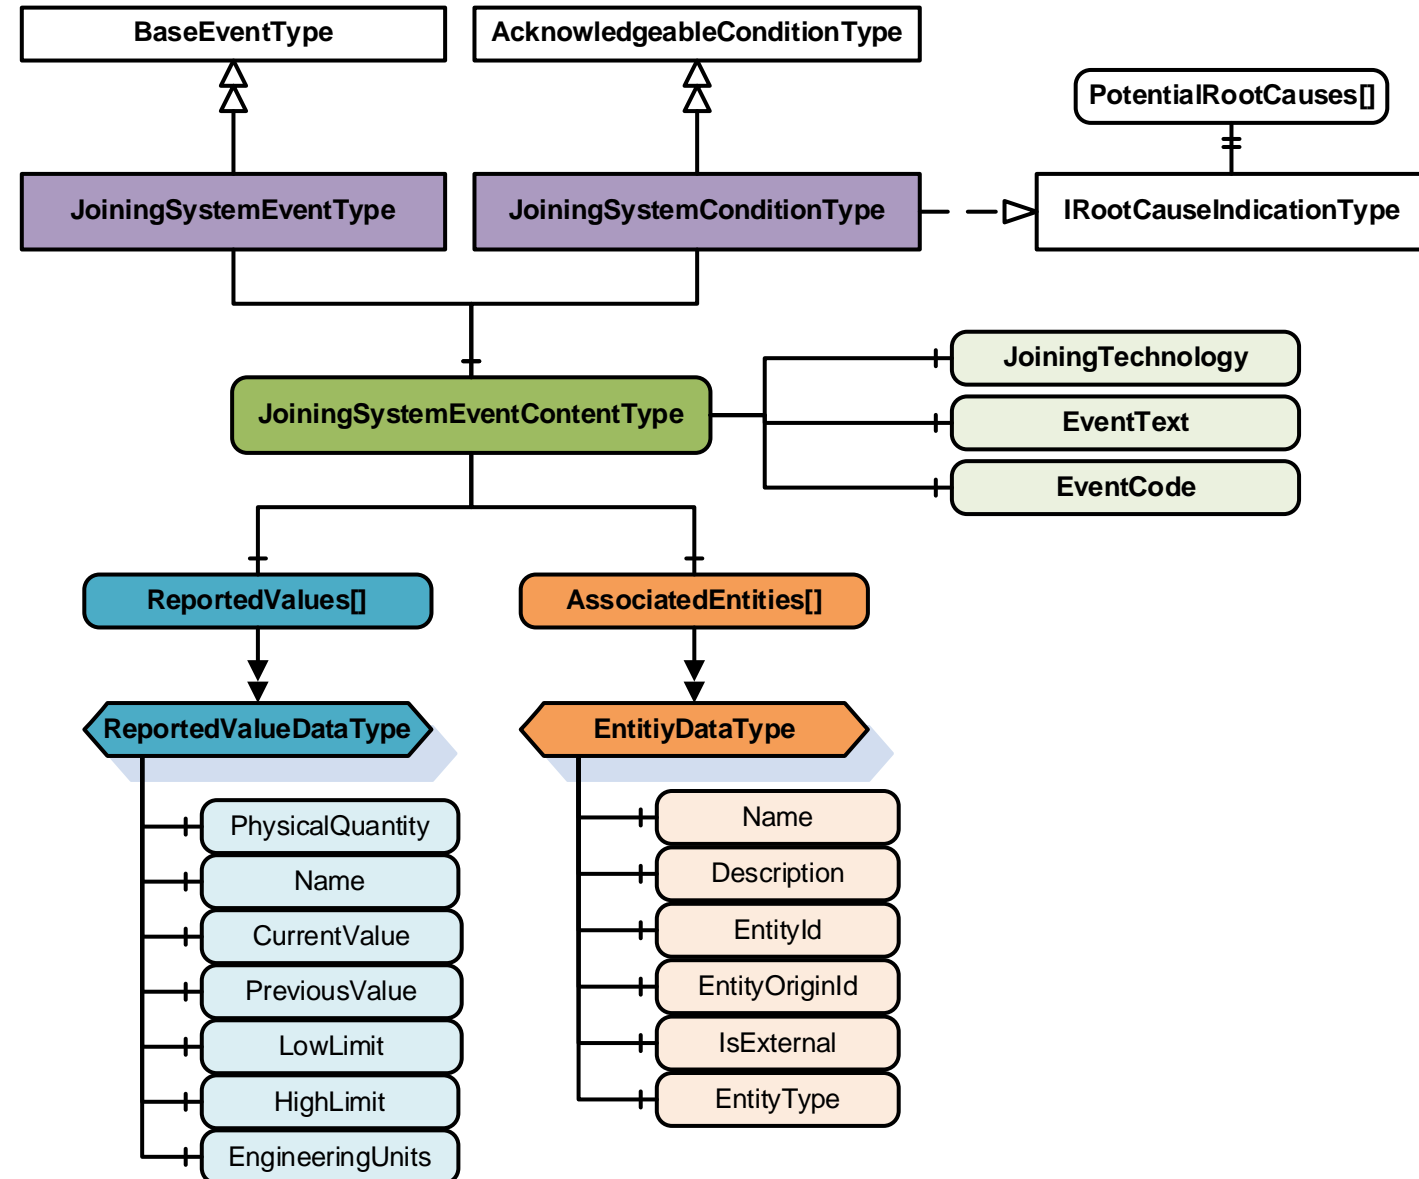 BaseEventType
AcknowledgeableConditionType
PotentialRootCauses[]
JoiningSystemEventType
JoiningSystemConditionType
IRootCauseIndicationType
JoiningTechnology
JoiningSystemEventContentType
EventText
EventCode
ReportedValues[]
AssociatedEntities[]
ReportedValueDataType
EntitiyDataType
PhysicalQuantity
Name
CurrentValue
PreviousValue
LowLimit
HighLimit
EngineeringUnits
Name
Description
EntityId
EntityOriginId
IsExternal
EntityType